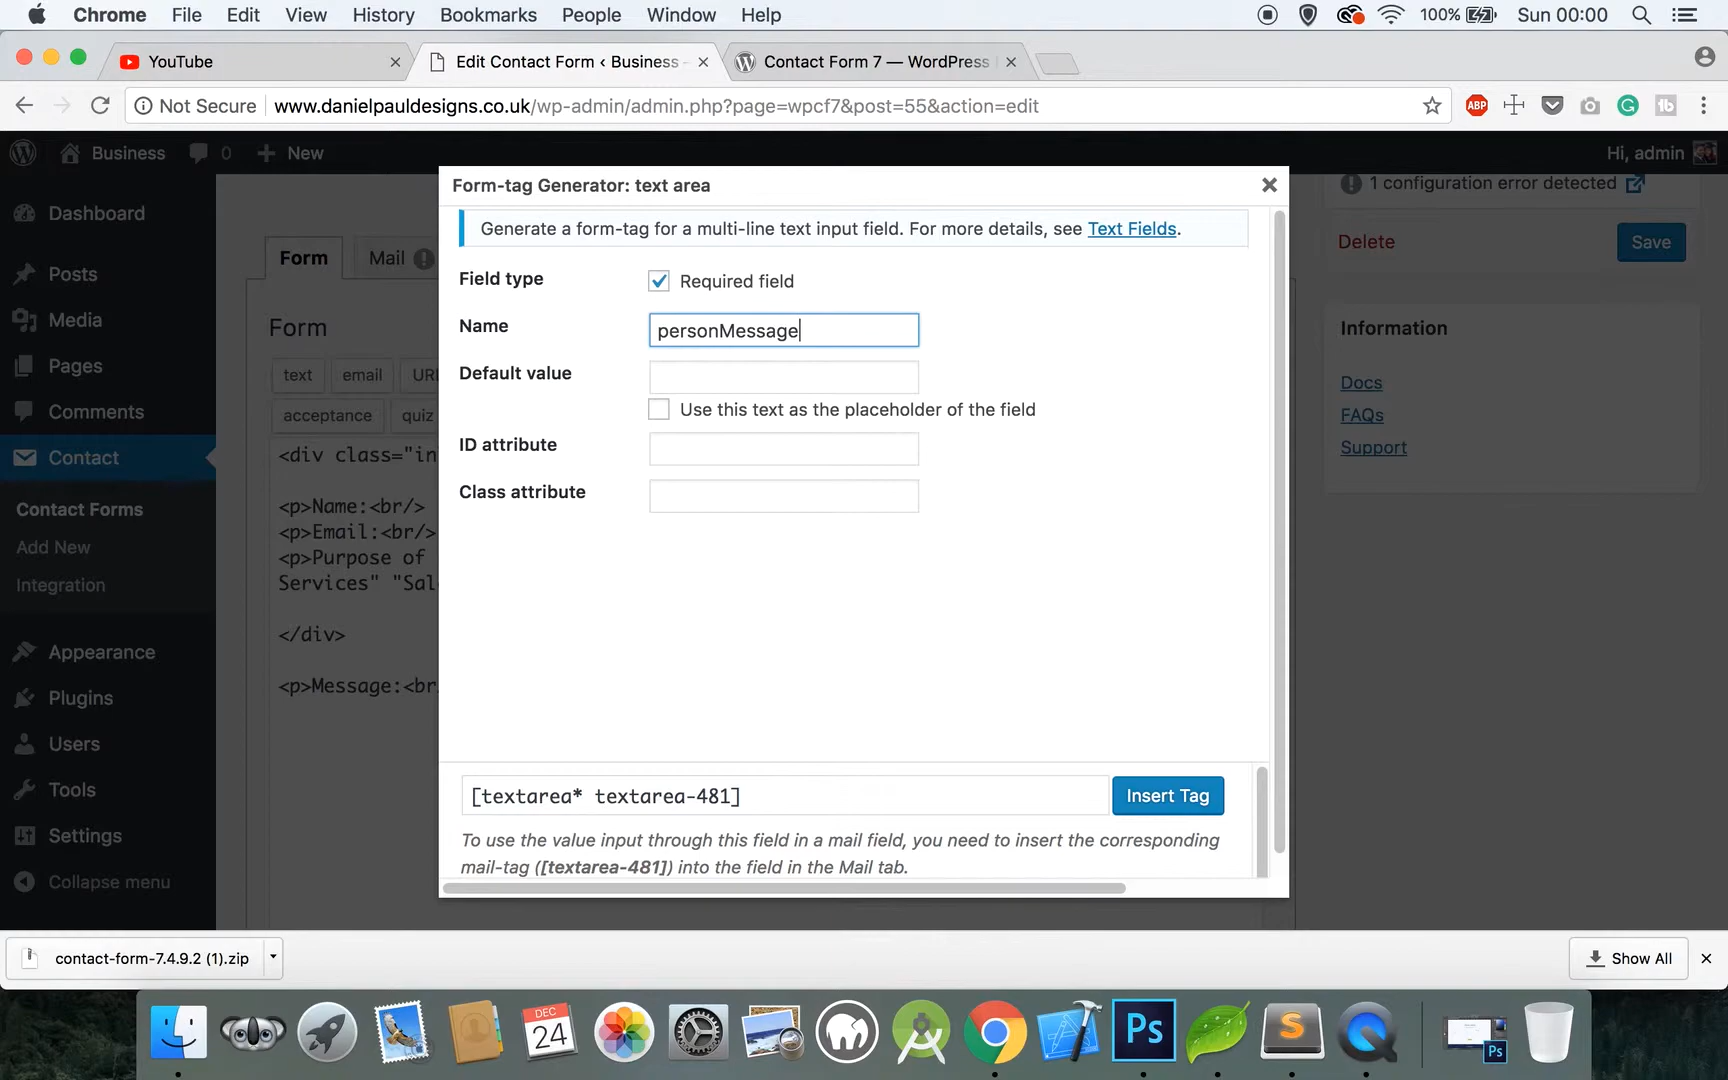 Chrome File Edit View History Bookmarks People Window Help 100% Sun 00:00
YouTube Edit Contact Form ‹ Business Contact Form 7 — WordPress
Not Secure www.danielpauldesigns.co.uk/wp-admin/admin.php?page=wpcf7&post=55&action=edit ABP
Business 0 New Hi, admin
Form-tag Generator: text area
1 configuration error detected
Generate a form-tag for a multi-line text input field. For more details, see Text Fields.
Dashboard
Form Mail
Delete Save
Posts
Field type Required field
Media
Form
Name personMessage
Information
Pages
text email URL
Default value
Docs
Comments
acceptance quiz
Use this text as the placeholder of the field
FAQs
Contact
<div class="in
ID attribute
Support
Contact Forms
<p>Name:<br/>
Class attribute
Add New
<p>Email:<br/>
<p>Purpose of
Integration
Services" "Sal
</div>
Appearance
<p>Message:<br
Plugins
Users
Tools
[textarea* textarea-481] Insert Tag
Settings
To use the value input through this field in a mail field, you need to insert the corresponding
mail-tag ([textarea-481]) into the field in the Mail tab.
Collapse menu
contact-form-7.4.9.2 (1).zip Show All
DEC
24
Ps
S
Ps